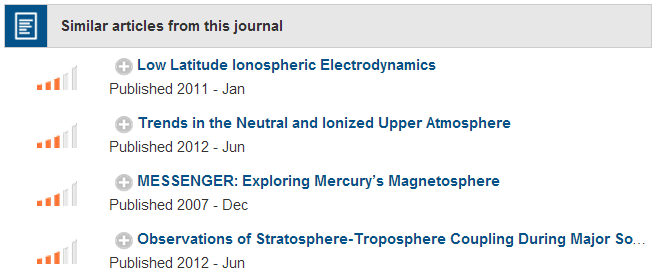 Similar articles from this journal
Low Latitude Ionospheric Electrodynamics
Published 2011 - Jan
Trends in the Neutral and Ionized Upper Atmosphere
Published 2012 - Jun
MESSENGER: Exploring Mercury’s Magnetosphere
Published 2007 - Dec
Observations of Stratosphere-Troposphere Coupling During Major So...
Published 2012 - Jun